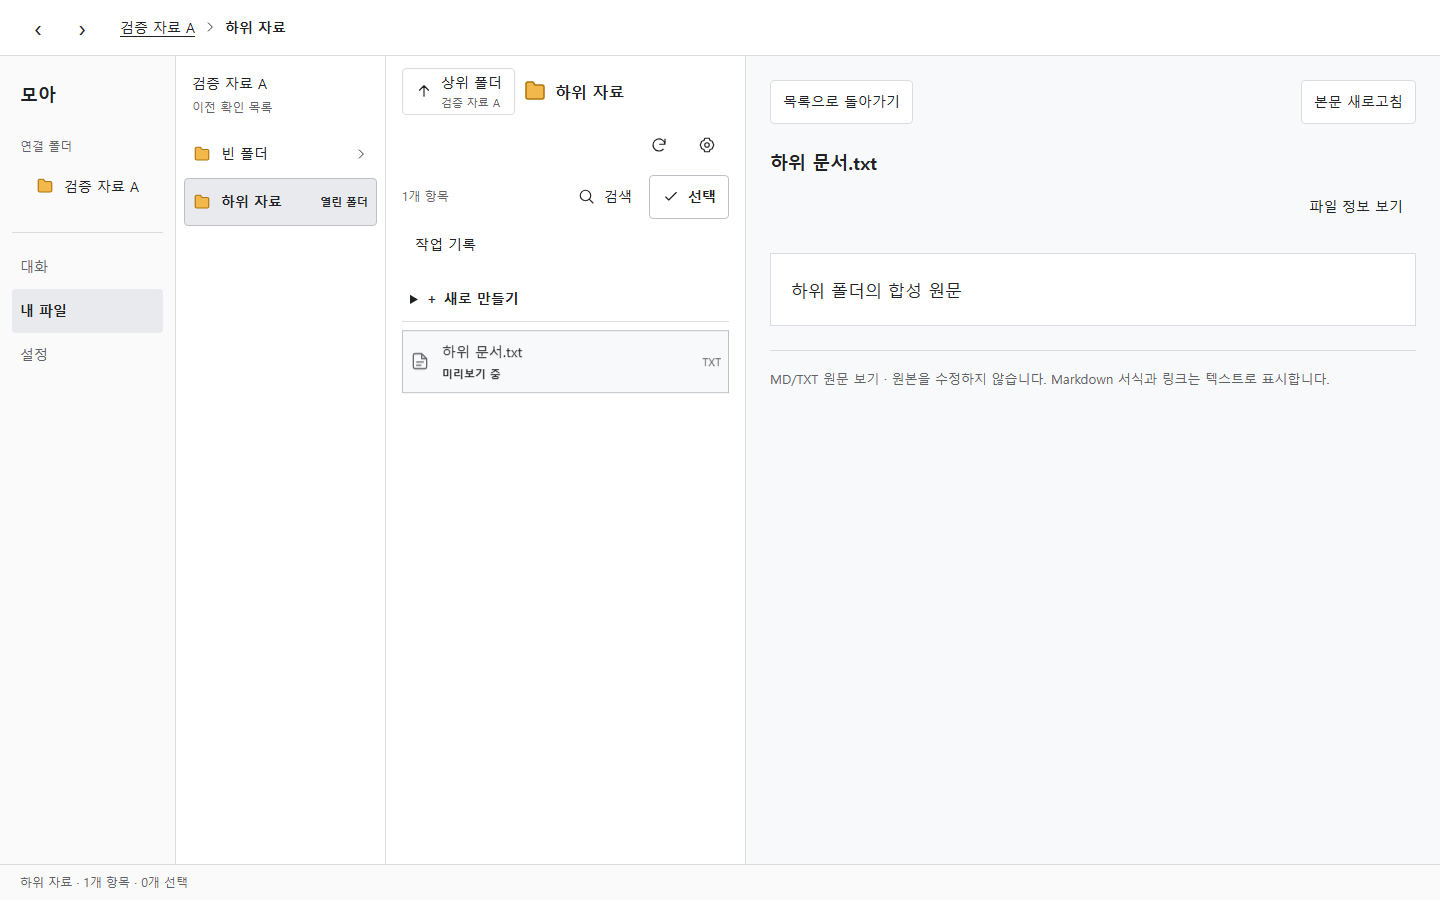 검증 자료 A
하위 자료
모아
연결 폴더
검증 자료 A
대화
내 파일
설정
검증 자료 A
이전 확인 목록
빈 폴더
하위 자료 열린 폴더
상위 폴더
검증 자료 A
하위 자료
1개 항목 검색 선택
작업 기록
+ 새로 만들기
하위 문서.txt
미리보기 중
TXT
목록으로 돌아가기 본문 새로고침
하위 문서.txt
파일 정보 보기
하위 폴더의 합성 원문
MD/TXT 원문 보기 · 원본을 수정하지 않습니다. Markdown 서식과 링크는 텍스트로 표시합니다.
하위 자료 · 1개 항목 · 0개 선택